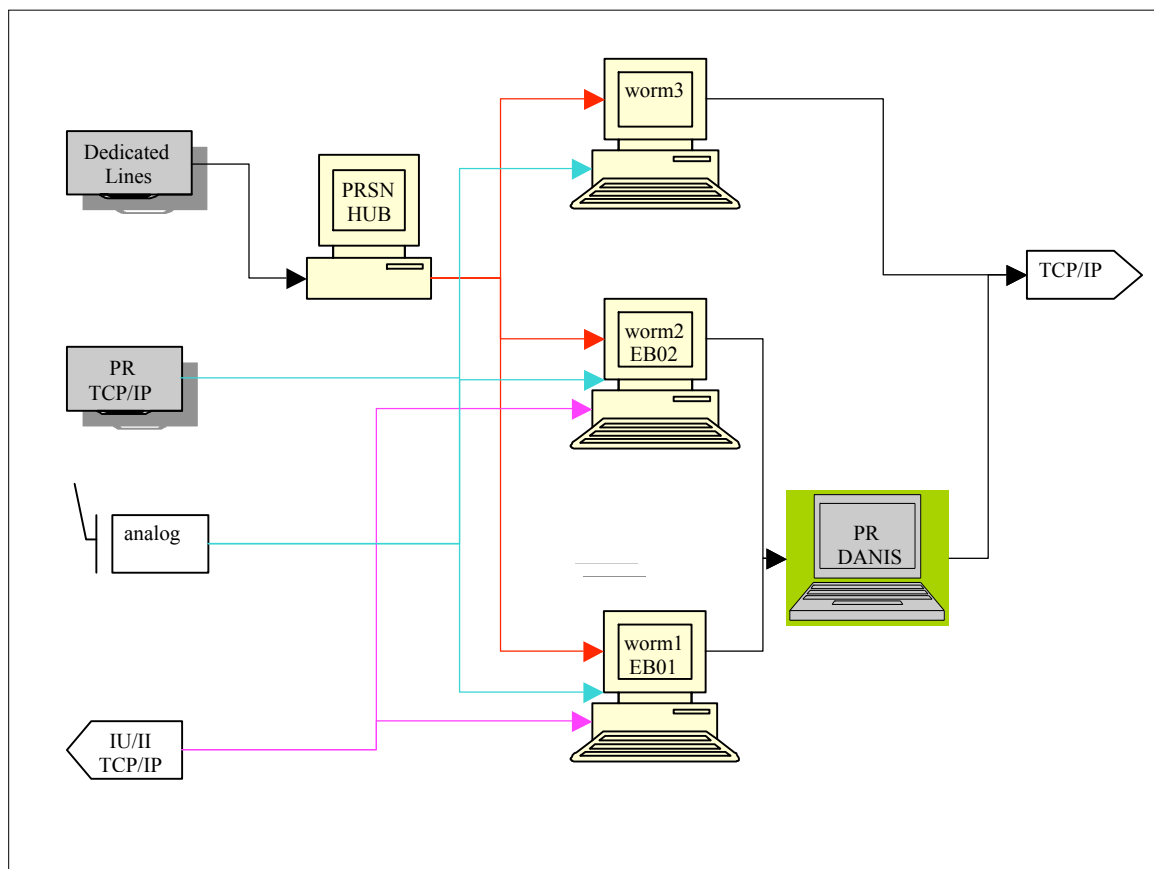 worm3
Dedicated
Lines
PRSN
HUB
TCP/IP
worm2
EB02
PR
TCP/IP
analog
PR
DANIS
worm1
EB01
IU/II
TCP/IP